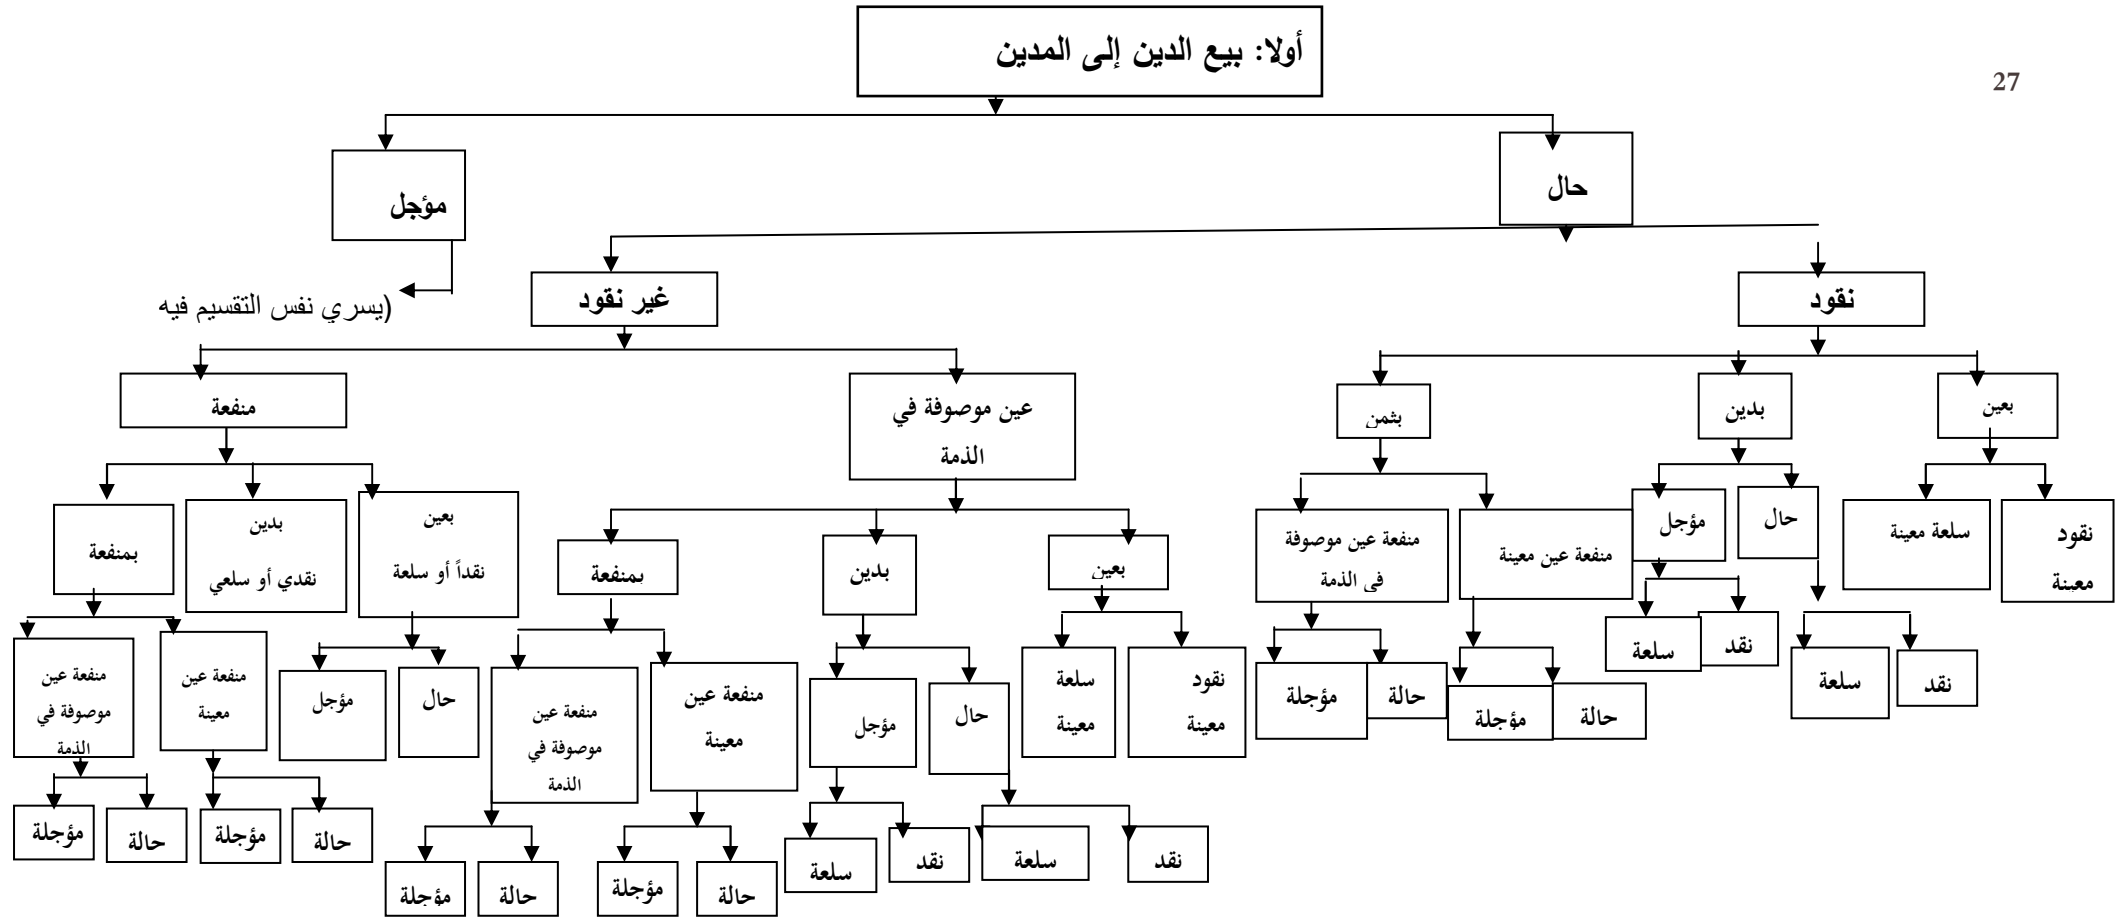 أولا: بيع الدين إلى المدين
27
حال
مؤجل
نقود
غير نقود
(يسري نفس التقسيم فيه
بعين
بدين
بثمن
عين موصوفة في
الذمة
منفعة
نقود
معينة
سلعة معينة
حال
مؤجل
منفعة عين معينة
منفعة عين موصوفة
في الذمة
بعين
بدين
بمنفعة
بعين
نقداً أو سلعة
بدين
نقدي أو سلعي
بمنفعة
نقد
سلعة
نقد
سلعة
حالة
مؤجلة
حالة
مؤجلة
نقود
معينة
سلعة
معينة
حال
مؤجل
منفعة عين
معينة
منفعة عين
موصوفة في
الذمة
حال
مؤجل
منفعة عين
معينة
منفعة عين
موصوفة في
الذمة
نقد
سلعة
نقد
سلعة
حالة
مؤجلة
حالة
مؤجلة
حالة
مؤجلة
حالة
مؤجلة